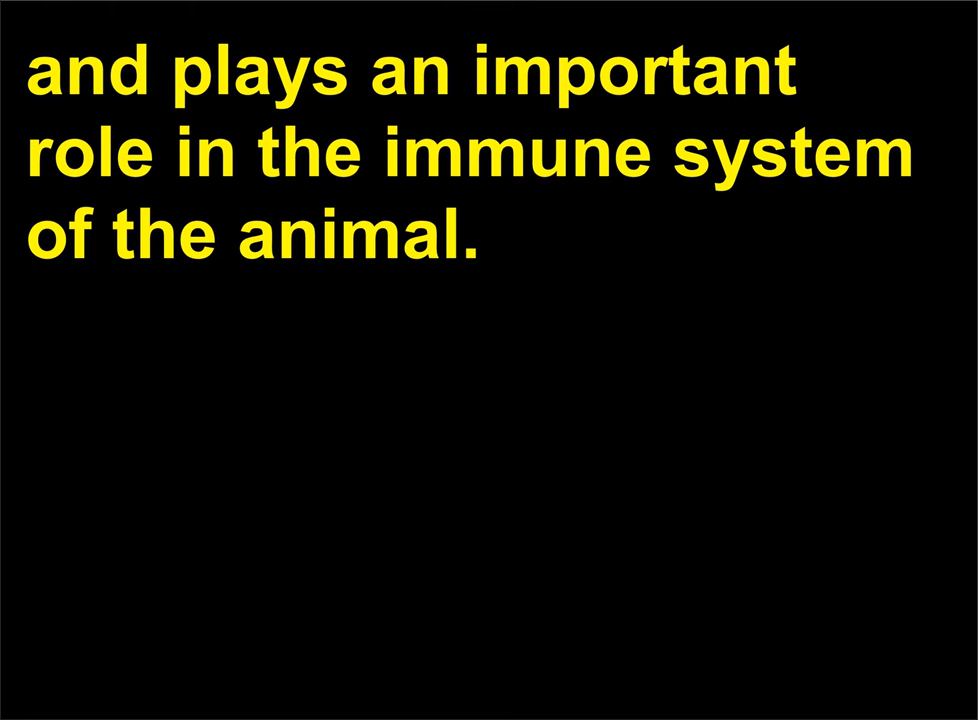 and plays an important
role in the immune system
of the animal.